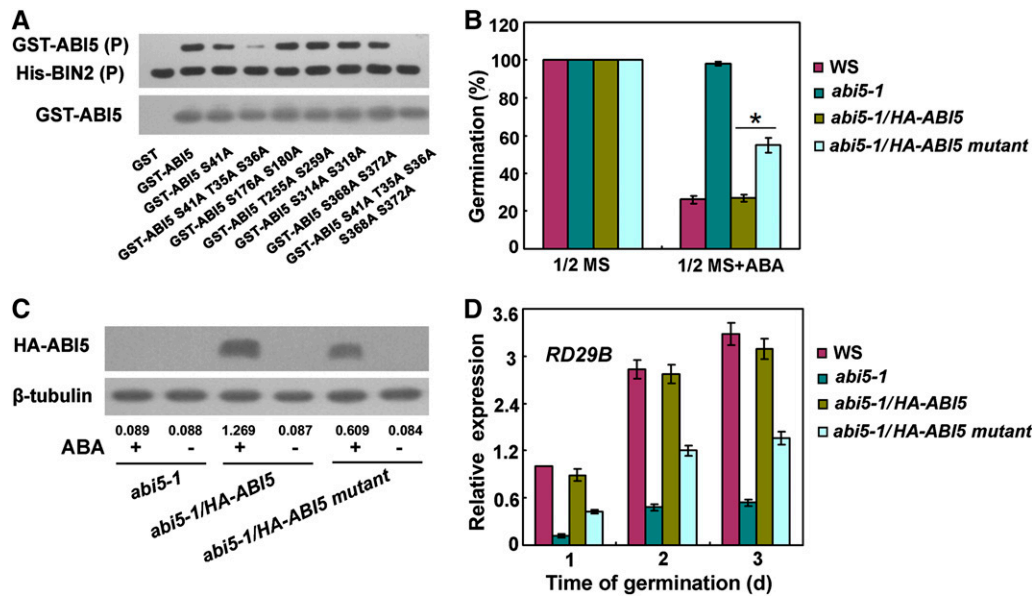 A
GST-ABI5 (P)
His-BIN2 (P)
GST-ABI5
GST
GST-ABI5
GST-ABI5 S41A
GST-ABI5 S41A T35A S36A
GST-ABI5 S176A S180A
GST-ABI5 T255A S259A
GST-ABI5 S314A S318A
GST-ABI5 S368A S372A
GST-ABI5 S41A T35A S36A
S368A S372A
B
Germination (%)
120
100
80
60
40
20
0
*
1/2 MS
1/2 MS+ABA
WS
abi5-1
abi5-1/HA-ABI5
abi5-1/HA-ABI5 mutant
C
HA-ABI5
β-tubulin
0.089 0.088 1.269 0.087 0.609 0.084
ABA + - + - + -
abi5-1
abi5-1/HA-ABI5
abi5-1/HA-ABI5 mutant
D
Relative expression
3.6
3
2.4
1.2
0.6
0
RD29B
1 2 3
Time of germination (d)
WS
abi5-1
abi5-1/HA-ABI5
abi5-1/HA-ABI5 mutant